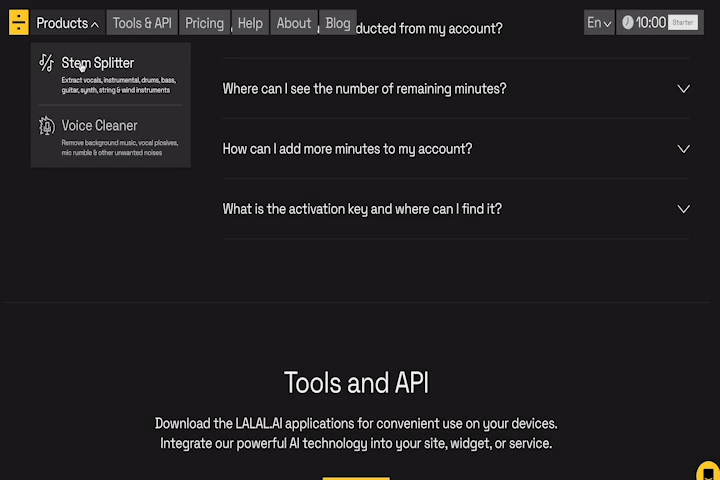 Products
Tools & API
Pricing
Help
About
Blog
En
10:00
Starter
ducted from my account?
Stem Splitter
Extract vocals, instrumental, drums, bass,
guitar, synth, string & wind instruments
Voice Cleaner
Remove background music, vocal plosives,
mic rumble & other unwanted noises
Where can I see the number of remaining minutes?
How can I add more minutes to my account?
What is the activation key and where can I find it?
Tools and API
Download the LALAL.AI applications for convenient use on your devices.
Integrate our powerful AI technology into your site, widget, or service.